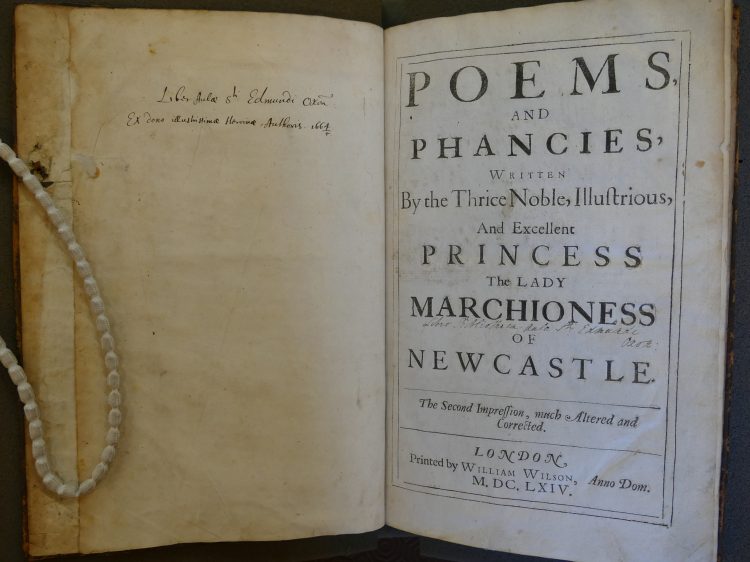 Liber Aulæ Sti Edmundi Oxon
Ex dono illustrissimæ Heroinæ Authoris. 1664
POEMS,
AND
PHANCIES,
WRITTEN
By the Thrice Noble, Illuſtrious,
And Excellent
PRINCESS
The LADY
MARCHIONESS
Edmundi
Oxon:
OF
NEWCASTLE.
The Second Impreſſion, much Altered and
Corrected.
LONDON,
Printed by WILLIAM WILSON, Anno Dom.
M. DC. LXIV.